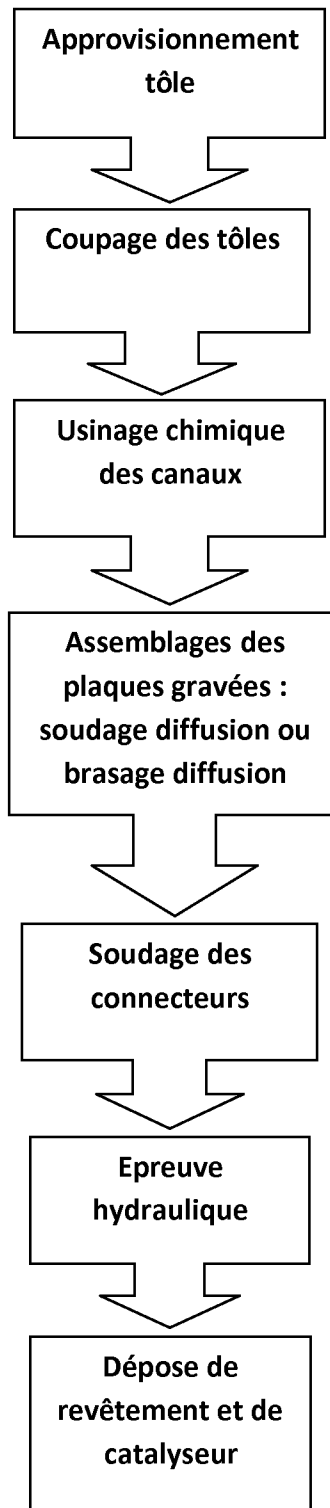 Approvisionnement
tôle
Coupage des tôles
Usinage chimique
des canaux
Assemblages des
plaques gravées :
soudage diffusion ou
brasage diffusion
Soudage des
connecteurs
Epreuve
hydraulique
Dépose de
revêtement et de
catalyseur